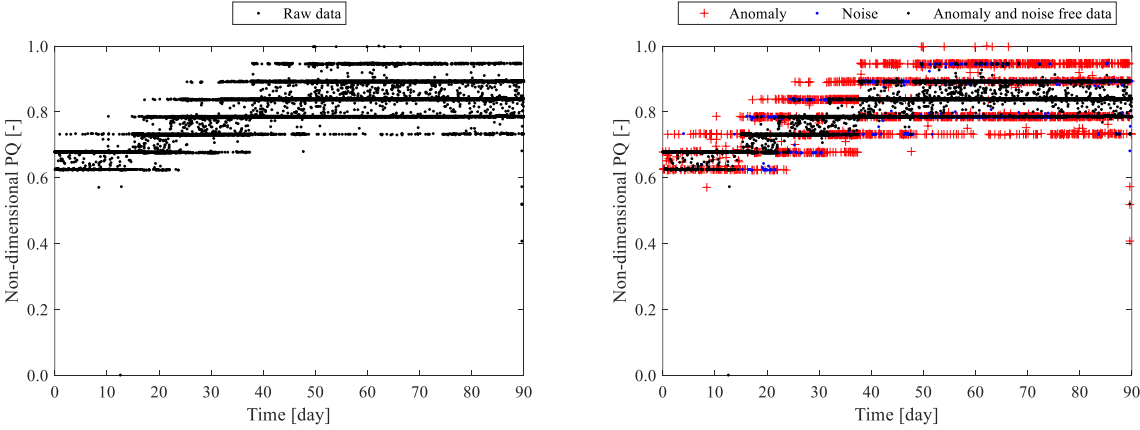 Raw data
1.0
0.8
0.6
0.4
0.2
0.0
Non-dimensional PQ [-]
0 10 20 30 40 50 60 70 80 90
Time [day]
Anomaly Noise Anomaly and noise free data
1.0
0.8
0.6
0.4
0.2
0.0
Non-dimensional PQ [-]
0 10 20 30 40 50 60 70 80 90
Time [day]